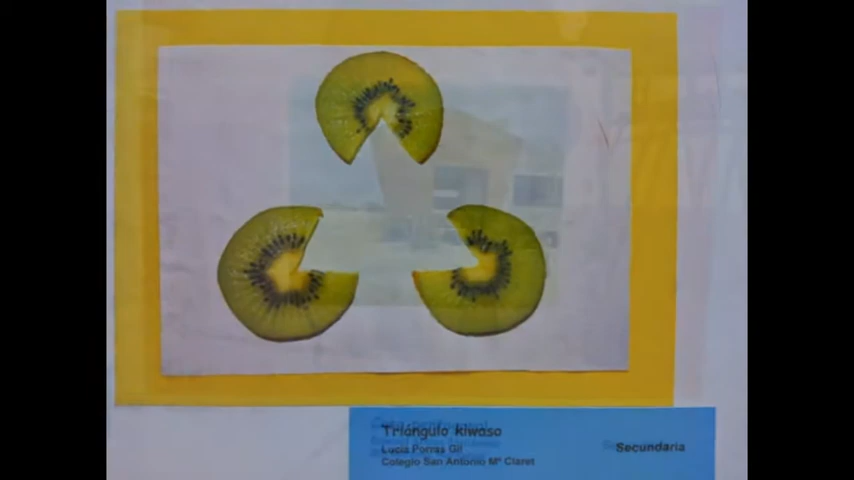 Triángulo kiwaso
Lucía Porras Gil
Colegio San Antonio Mª Claret
Secundaria